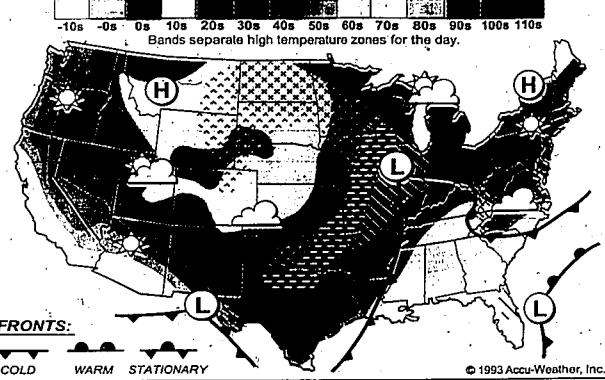 -10s -0s 0s 10s 20s 30s 40s 50s 60s 70s 80s 90s 100s 110s
Bands separate high temperature zones for the day.
H
H
L
L
L
FRONTS:
COLD WARM STATIONARY
© 1993 Accu-Weather, Inc.